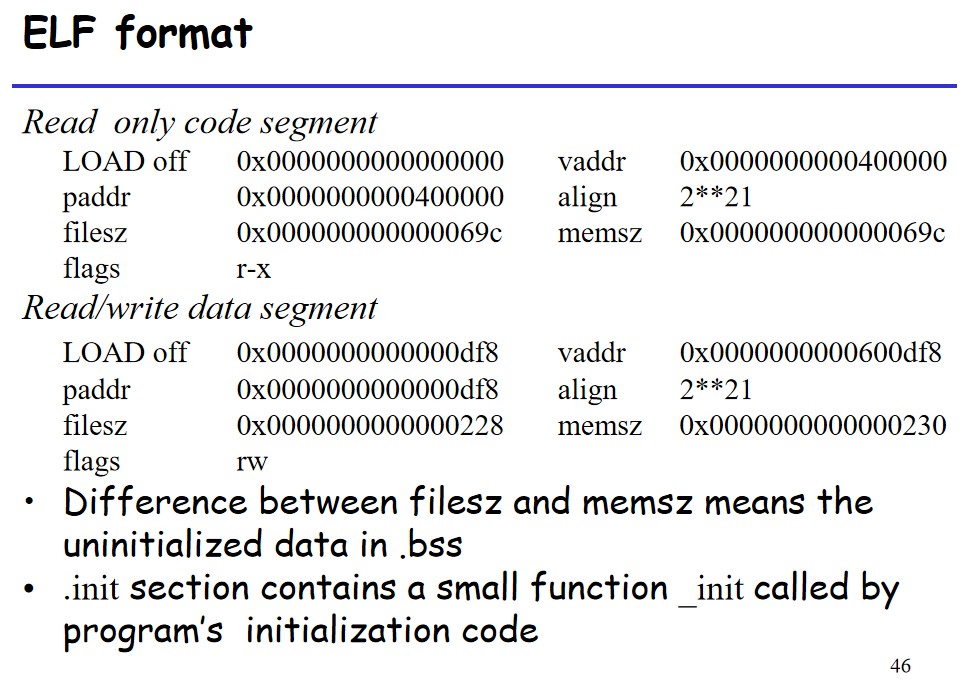 ELF format
Read only code segment
LOAD off 0x0000000000000000 vaddr 0x0000000000400000
paddr 0x0000000000400000 align 2**21
filesz 0x000000000000069c memsz 0x000000000000069c
flags r-x
Read/write data segment
LOAD off 0x0000000000000df8 vaddr 0x0000000000600df8
paddr 0x0000000000000df8 align 2**21
filesz 0x0000000000000228 memsz 0x0000000000000230
flags rw
• Difference between filesz and memsz means the
uninitialized data in .bss
• .init section contains a small function _init called by
program’s initialization code
46